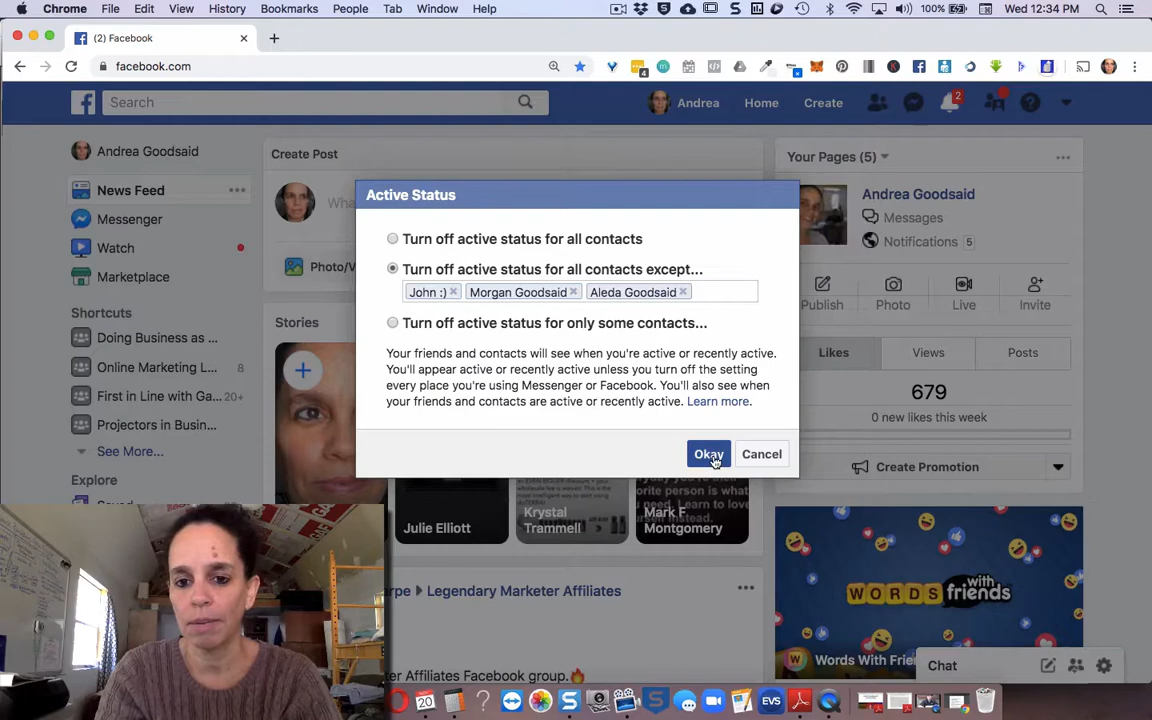 Chrome File Edit View History Bookmarks People Tab Window Help 100% Wed 12:34 PM
(2) Facebook
facebook.com
4
Search Andrea Home Create 2
Andrea Goodsaid
News Feed
Messenger
Watch
Marketplace
Shortcuts
Doing Business as ...
Online Marketing L... 8
First in Line with Ga... 20+
Projectors in Busin...
See More...
Explore
Create Post
Photo/V
Stories
Active Status
Turn off active status for all contacts
Turn off active status for all contacts except...
John :) Morgan Goodsaid Aleda Goodsaid
Turn off active status for only some contacts...
Your friends and contacts will see when you're active or recently active.
You'll appear active or recently active unless you turn off the setting
every place you're using Messenger or Facebook. You'll also see when
your friends and contacts are active or recently active. Learn more.
Okay Cancel
Julie Elliott
Krystal
Trammell
Mark F
Montgomery
arpe Legendary Marketer Affiliates
ter Affiliates Facebook group.
Your Pages (5)
Andrea Goodsaid
Messages
Notifications 5
Publish Photo Live Invite
Likes Views Posts
679
0 new likes this week
Create Promotion
WORDS with friends
Words With Frie
Chat
20
EVS